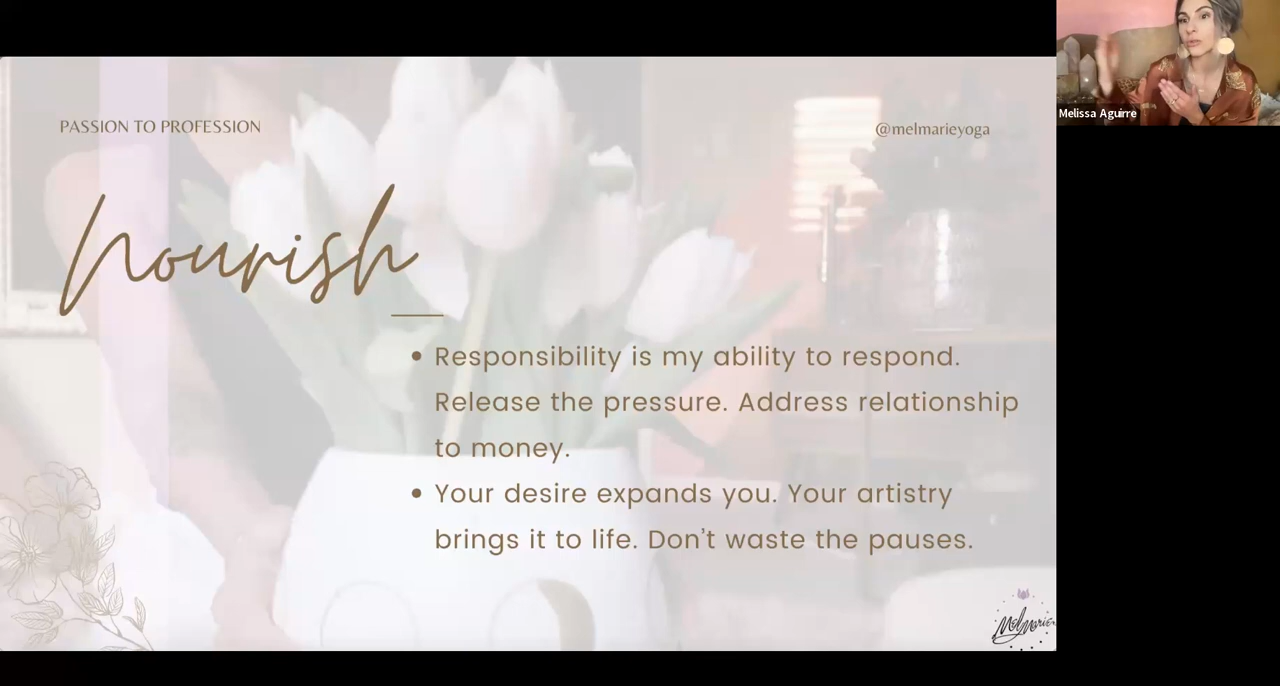 PASSION TO PROFESSION
@melmarieyoga
Melissa Aguirre
Nourish
• Responsibility is my ability to respond.
Release the pressure. Address relationship
to money.
• Your desire expands you. Your artistry
brings it to life. Don't waste the pauses.
MelMarie